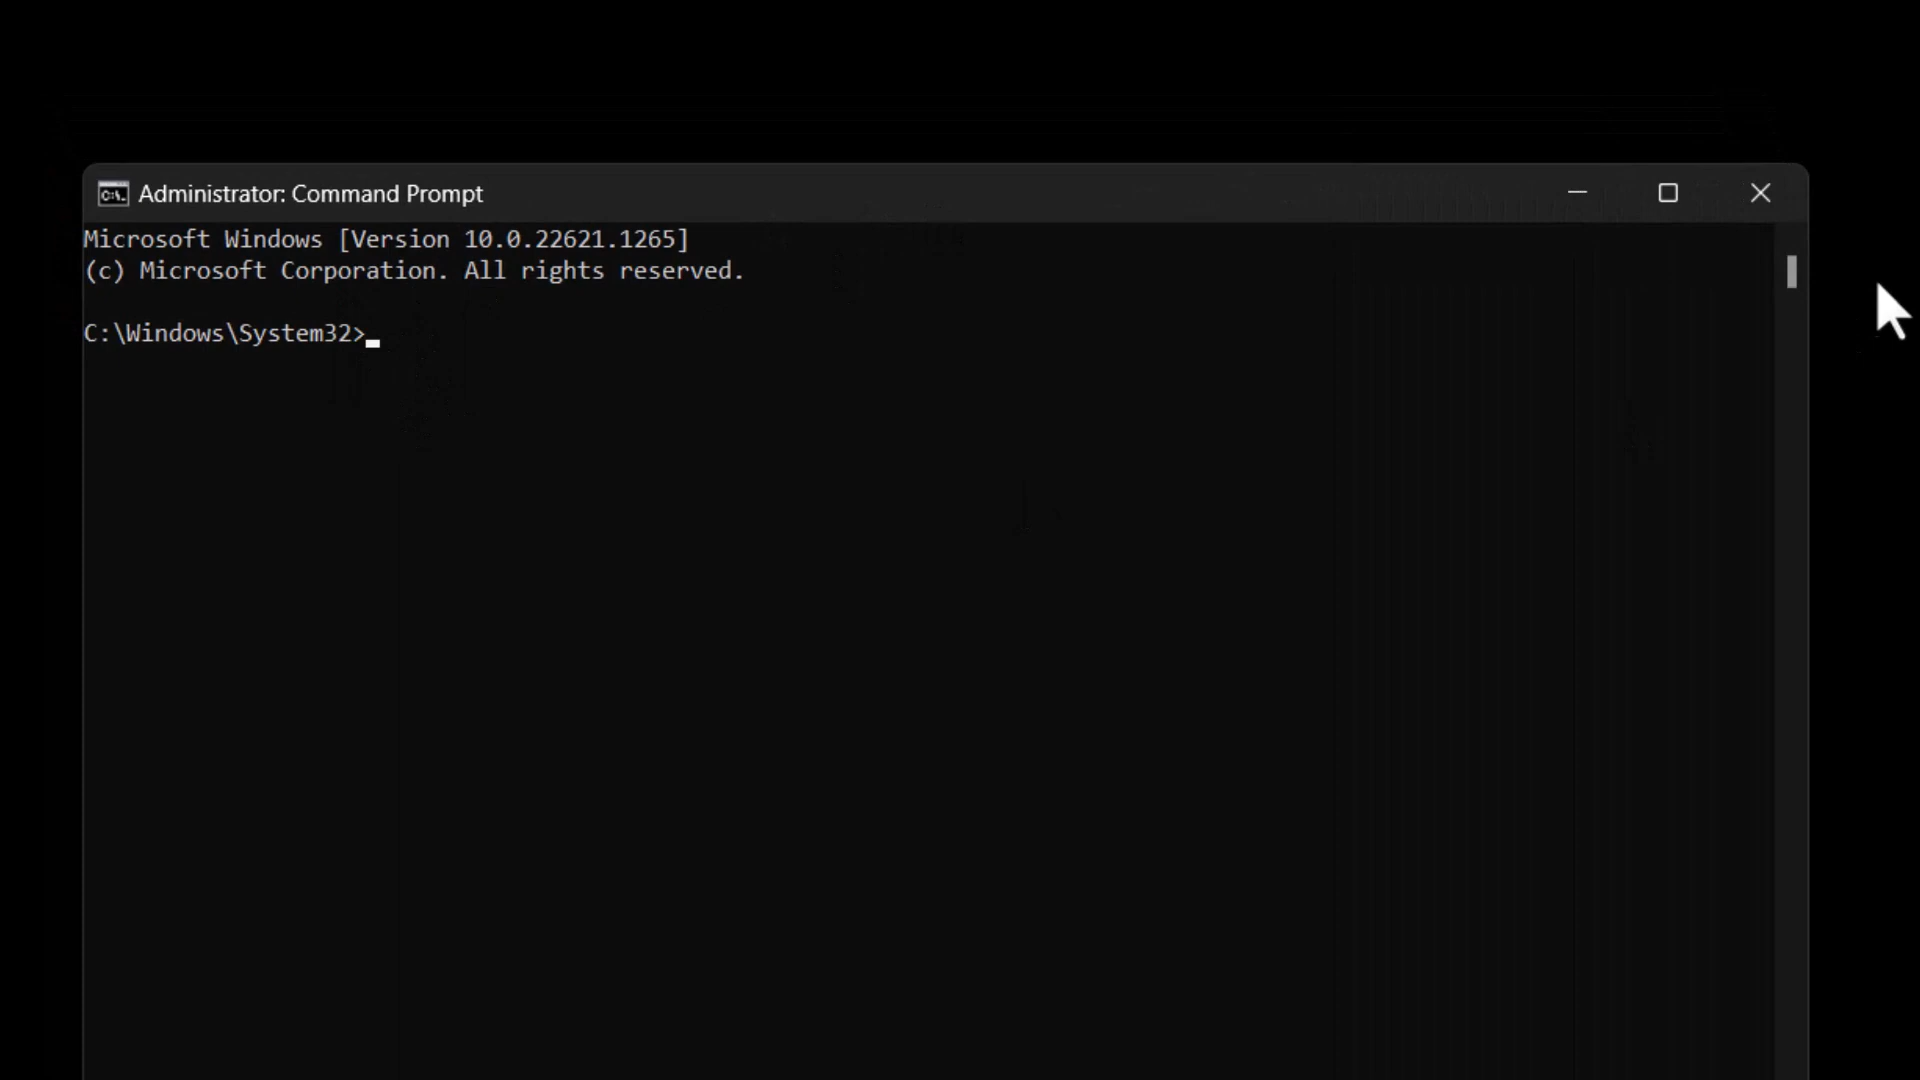 Administrator: Command Prompt
Microsoft Windows [Version 10.0.22621.1265]
(c) Microsoft Corporation. All rights reserved.
C:\Windows\System32>